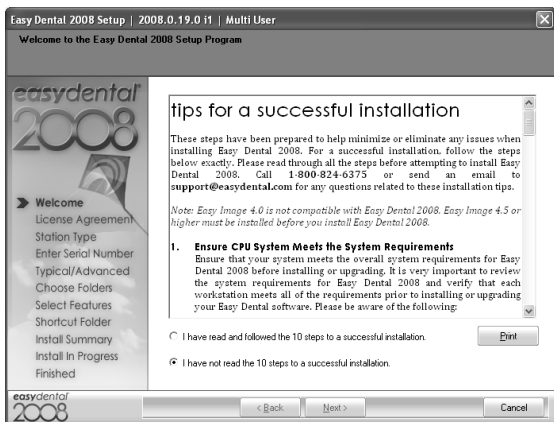 Easy Dental 2008 Setup | 2008.0.19.0 i1 | Multi User
Welcome to the Easy Dental 2008 Setup Program
easydental
2008
Welcome
License Agreement
Station Type
Enter Serial Number
Typical/Advanced
Choose Folders
Select Features
Shortcut Folder
Install Summary
Install In Progress
Finished
tips for a successful installation
These steps have been prepared to help minimize or eliminate any issues when
installing Easy Dental 2008. For a successful installation, follow the steps
below exactly. Please read through all the steps before attempting to install Easy
Dental 2008. Call 1-800-824-6375 or send an email to
support@easydental.com for any questions related to these installation tips.
Note: Easy Image 4.0 is not compatible with Easy Dental 2008. Easy Image 4.5 or
higher must be installed before you install Easy Dental 2008.
1. Ensure CPU System Meets the System Requirements
Ensure that your system meets the overall system requirements for Easy
Dental 2008 before installing or upgrading. It is very important to review
the system requirements for Easy Dental 2008 and verify that each
workstation meets all of the requirements prior to installing or upgrading
your Easy Dental software. Please be aware of the following:
I have read and followed the 10 steps to a successful installation.
Print
I have not read the 10 steps to a successful installation.
easydental
2008
< Back
Next >
Cancel